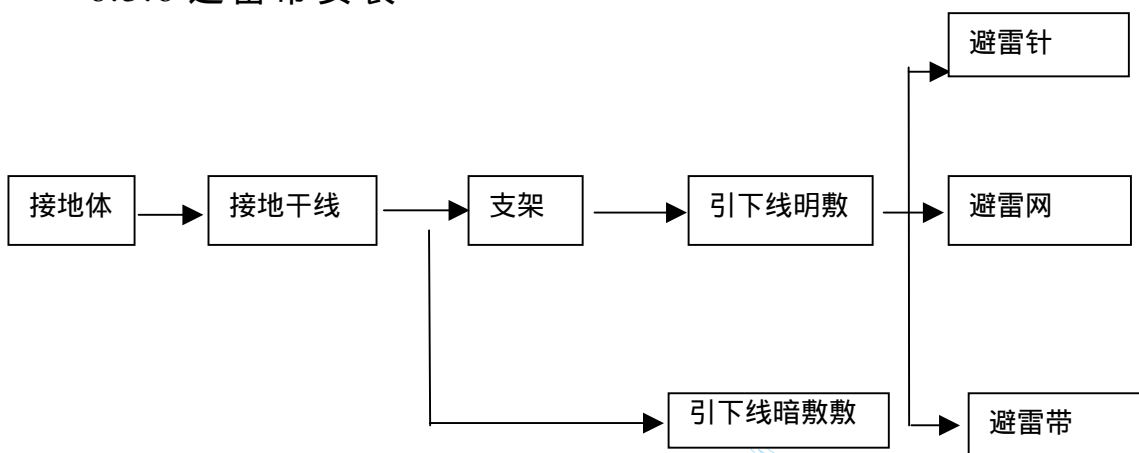 避雷针
接地体
接地干线
支架
引下线明敷
避雷网
引下线暗敷敷
避雷带